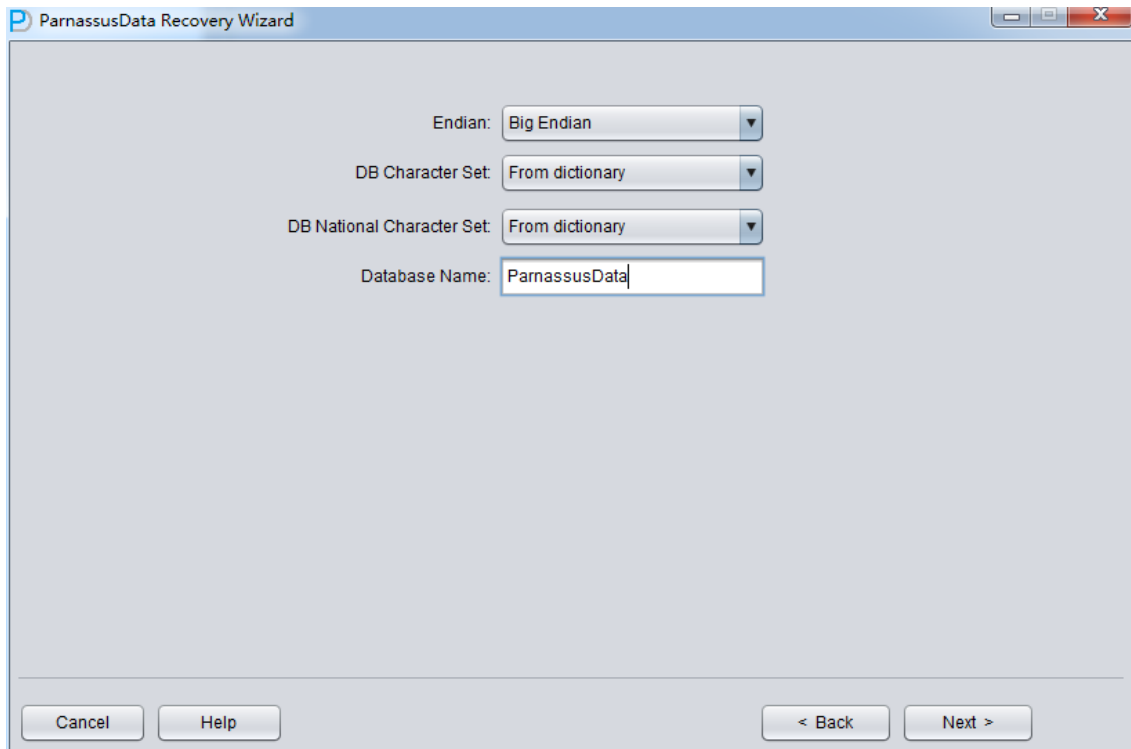 ParnassusData Recovery Wizard
Endian: Big Endian
DB Character Set: From dictionary
DB National Character Set: From dictionary
Database Name: ParnassusData
Cancel Help < Back Next >